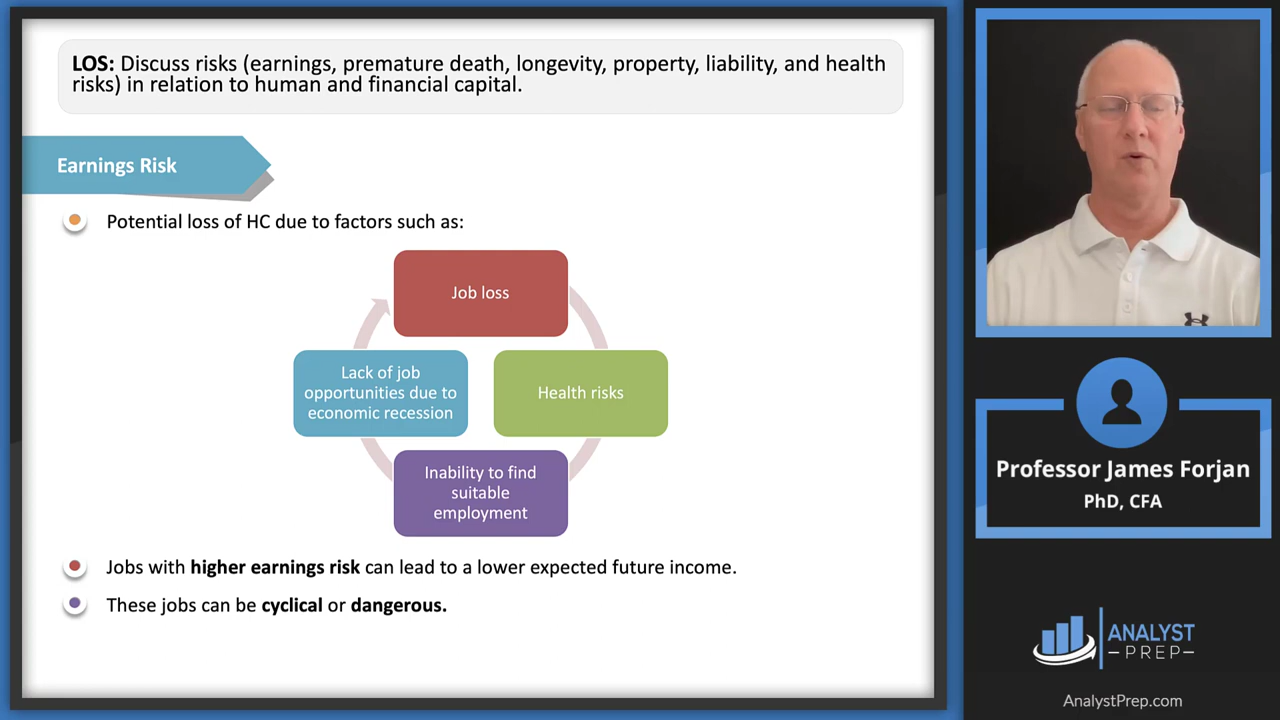 LOS: Discuss risks (earnings, premature death, longevity, property, liability, and health
risks) in relation to human and financial capital.
Earnings Risk
Potential loss of HC due to factors such as:
Job loss
Lack of job
opportunities due to
economic recession
Health risks
Inability to find
suitable
employment
Jobs with higher earnings risk can lead to a lower expected future income.
These jobs can be cyclical or dangerous.
Professor James Forjan
PhD, CFA
ANALYST
–PREP–
AnalystPrep.com